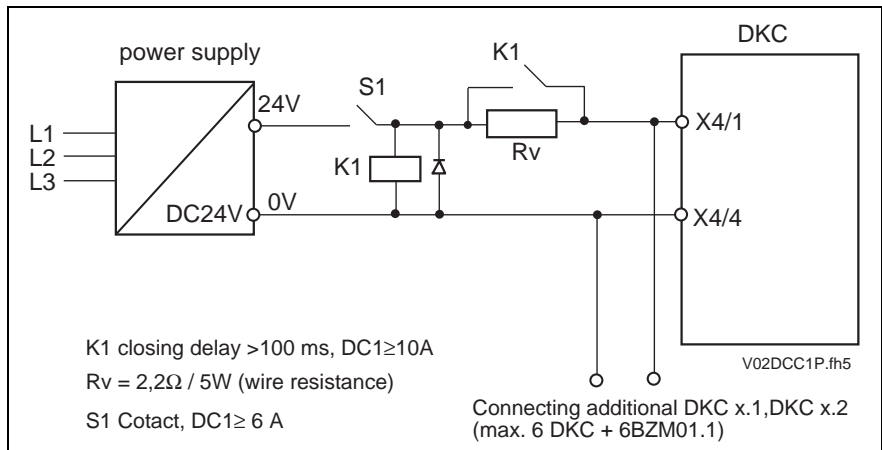 power supply
DKC
K1
S1
24V
L1
L2
L3
X4/1
K1
Rv
0V
DC24V
X4/4
K1 closing delay >100 ms, DC1≥10A
Rv = 2,2Ω / 5W (wire resistance)
S1 Cotact, DC1≥ 6 A
V02DCC1P.fh5
Connecting additional DKC x.1,DKC x.2
(max. 6 DKC + 6BZM01.1)